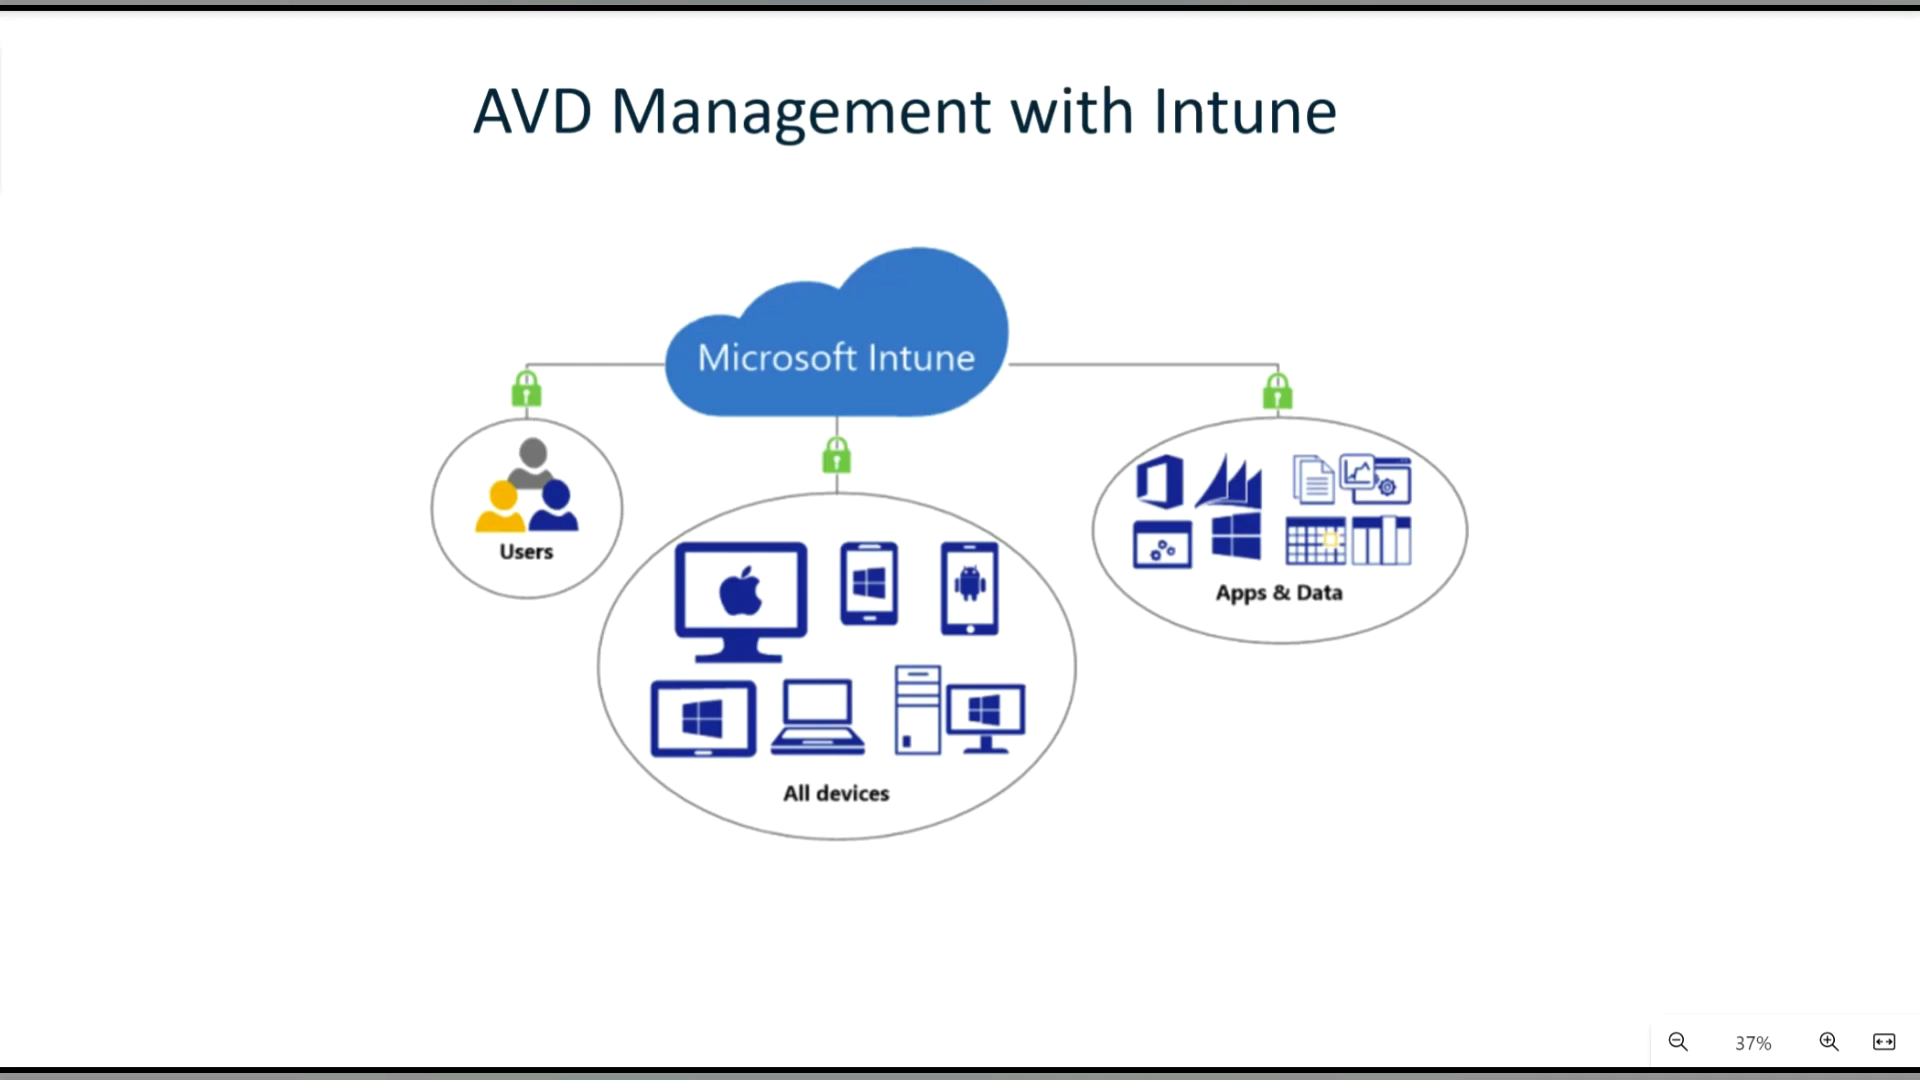 AVD Management with Intune
Microsoft Intune
Users
Apps & Data
All devices
37%